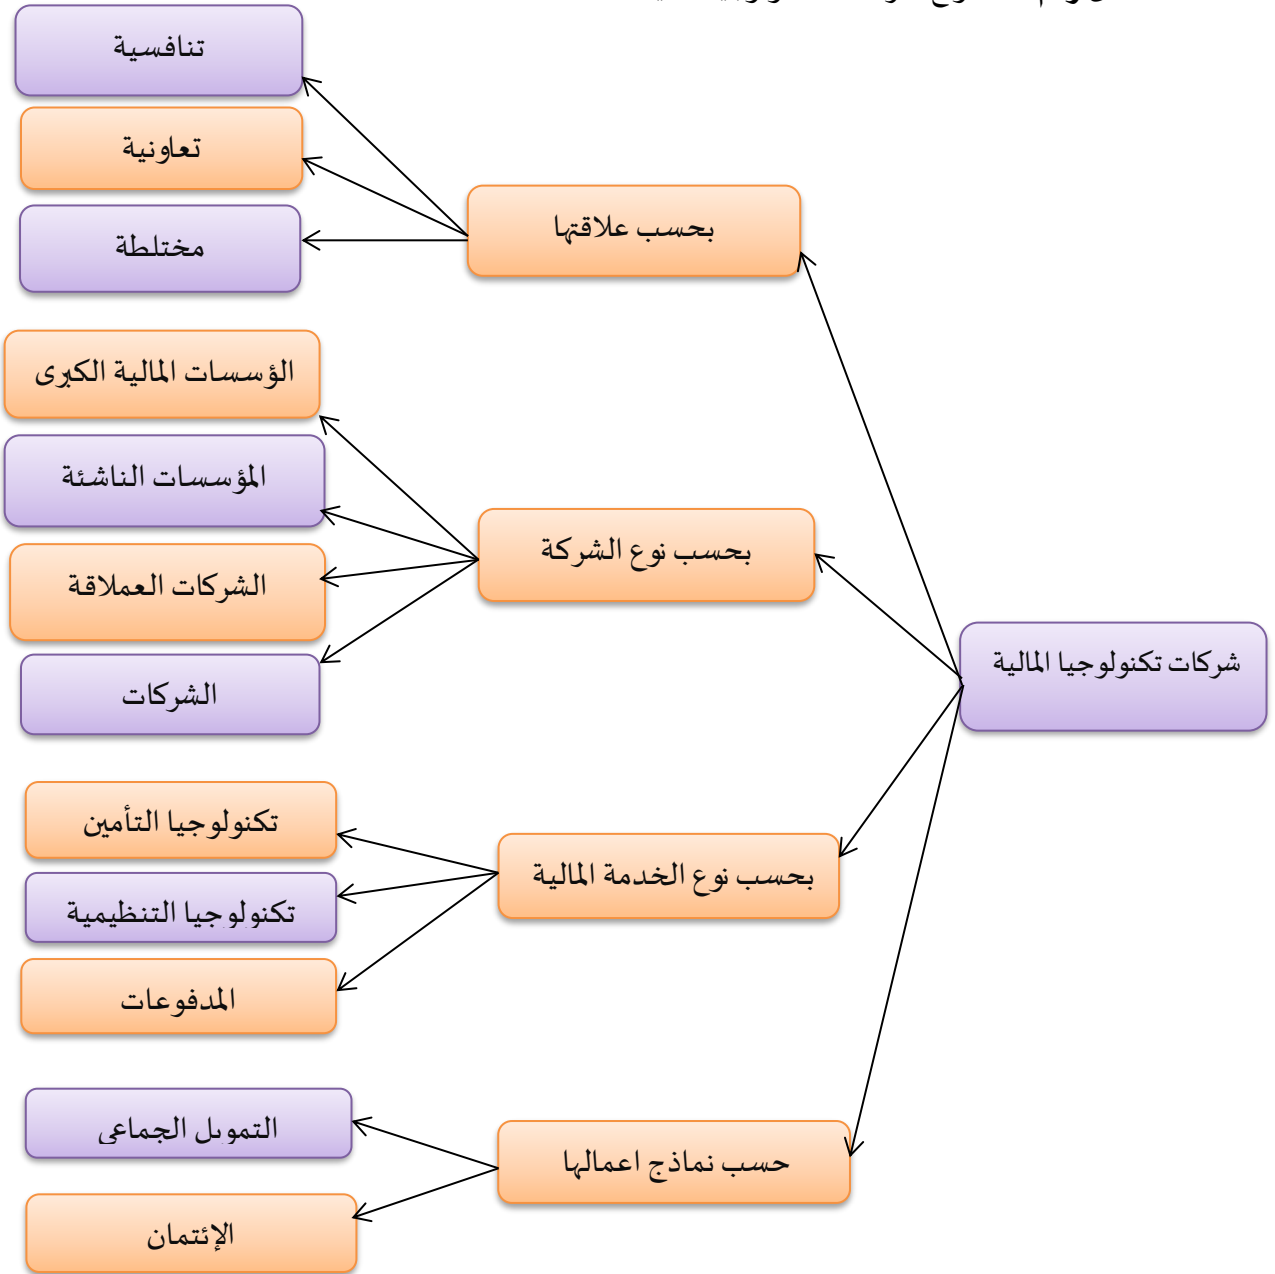 شركات تكنولوجيا المالية
بحسب علاقتها
تنافسية
تعاونية
مختلطة
بحسب نوع الشركة
الؤسسات المالية الكبرى
المؤسسات الناشئة
الشركات العملاقة
الشركات
بحسب نوع الخدمة المالية
تكنولوجيا التأمين
تكنولوجيا التنظيمية
المدفوعات
حسب نماذج اعمالها
التمويل الجماعي
الإئتمان